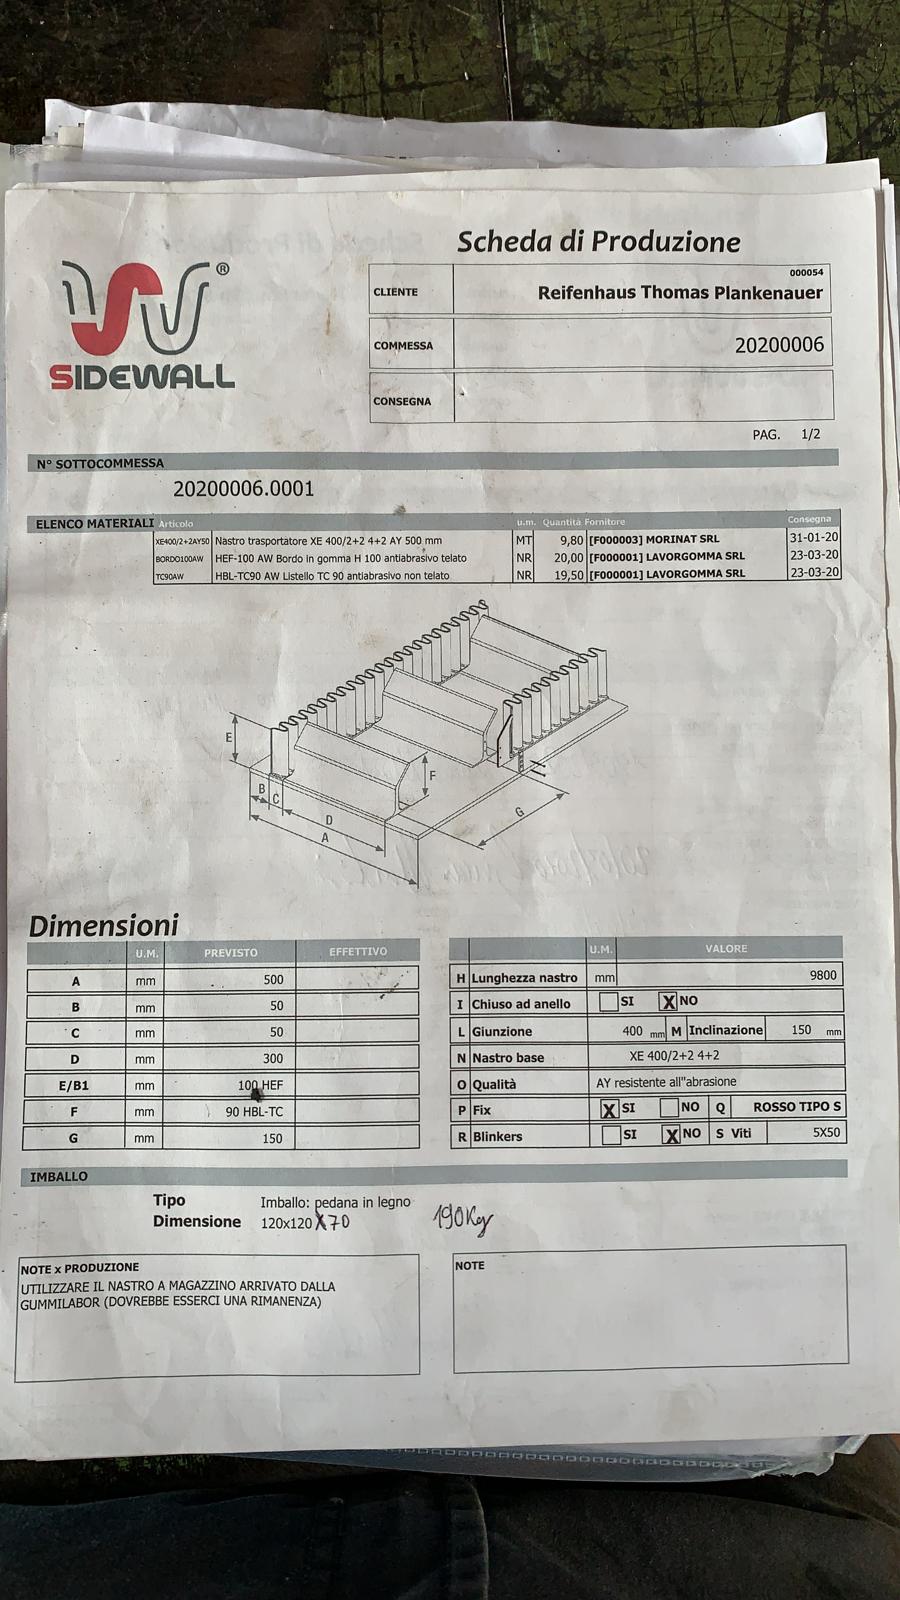 Scheda di Produzione
®
SIDEWALL
000054
CLIENTE Reifenhaus Thomas Plankenauer
COMMESSA 20200006
CONSEGNA
PAG. 1/2
N° SOTTOCOMMESSA
20200006.0001
ELENCO MATERIALI Articolo u.m. Quantità Fornitore Consegna
XE400/2+2AY50 Nastro trasportatore XE 400/2+2 4+2 AY 500 mm MT 9,80 [F000003] MORINAT SRL 31-01-20
BORDO100AW HEF-100 AW Bordo in gomma H 100 antiabrasivo telato NR 20,00 [F000001] LAVORGOMMA SRL 23-03-20
TC90AW HBL-TC90 AW Listello TC 90 antiabrasivo non telato NR 19,50 [F000001] LAVORGOMMA SRL 23-03-20
E
B
C
D
A
F
G
Dimensioni
U.M. PREVISTO EFFETTIVO
A mm 500
B mm 50
C mm 50
D mm 300
E/B1 mm 100 HEF
F mm 90 HBL-TC
G mm 150
U.M. VALORE
H Lunghezza nastro mm 9800
I Chiuso ad anello SI X NO
L Giunzione 400 mm M Inclinazione 150 mm
N Nastro base XE 400/2+2 4+2
O Qualità AY resistente all"abrasione
P Fix X SI NO Q ROSSO TIPO S
R Blinkers SI X NO S Viti 5X50
IMBALLO
Tipo Imballo: pedana in legno
Dimensione 120x120 X70 190Kg
NOTE x PRODUZIONE
UTILIZZARE IL NASTRO A MAGAZZINO ARRIVATO DALLA
GUMMILABOR (DOVREBBE ESSERCI UNA RIMANENZA)
NOTE